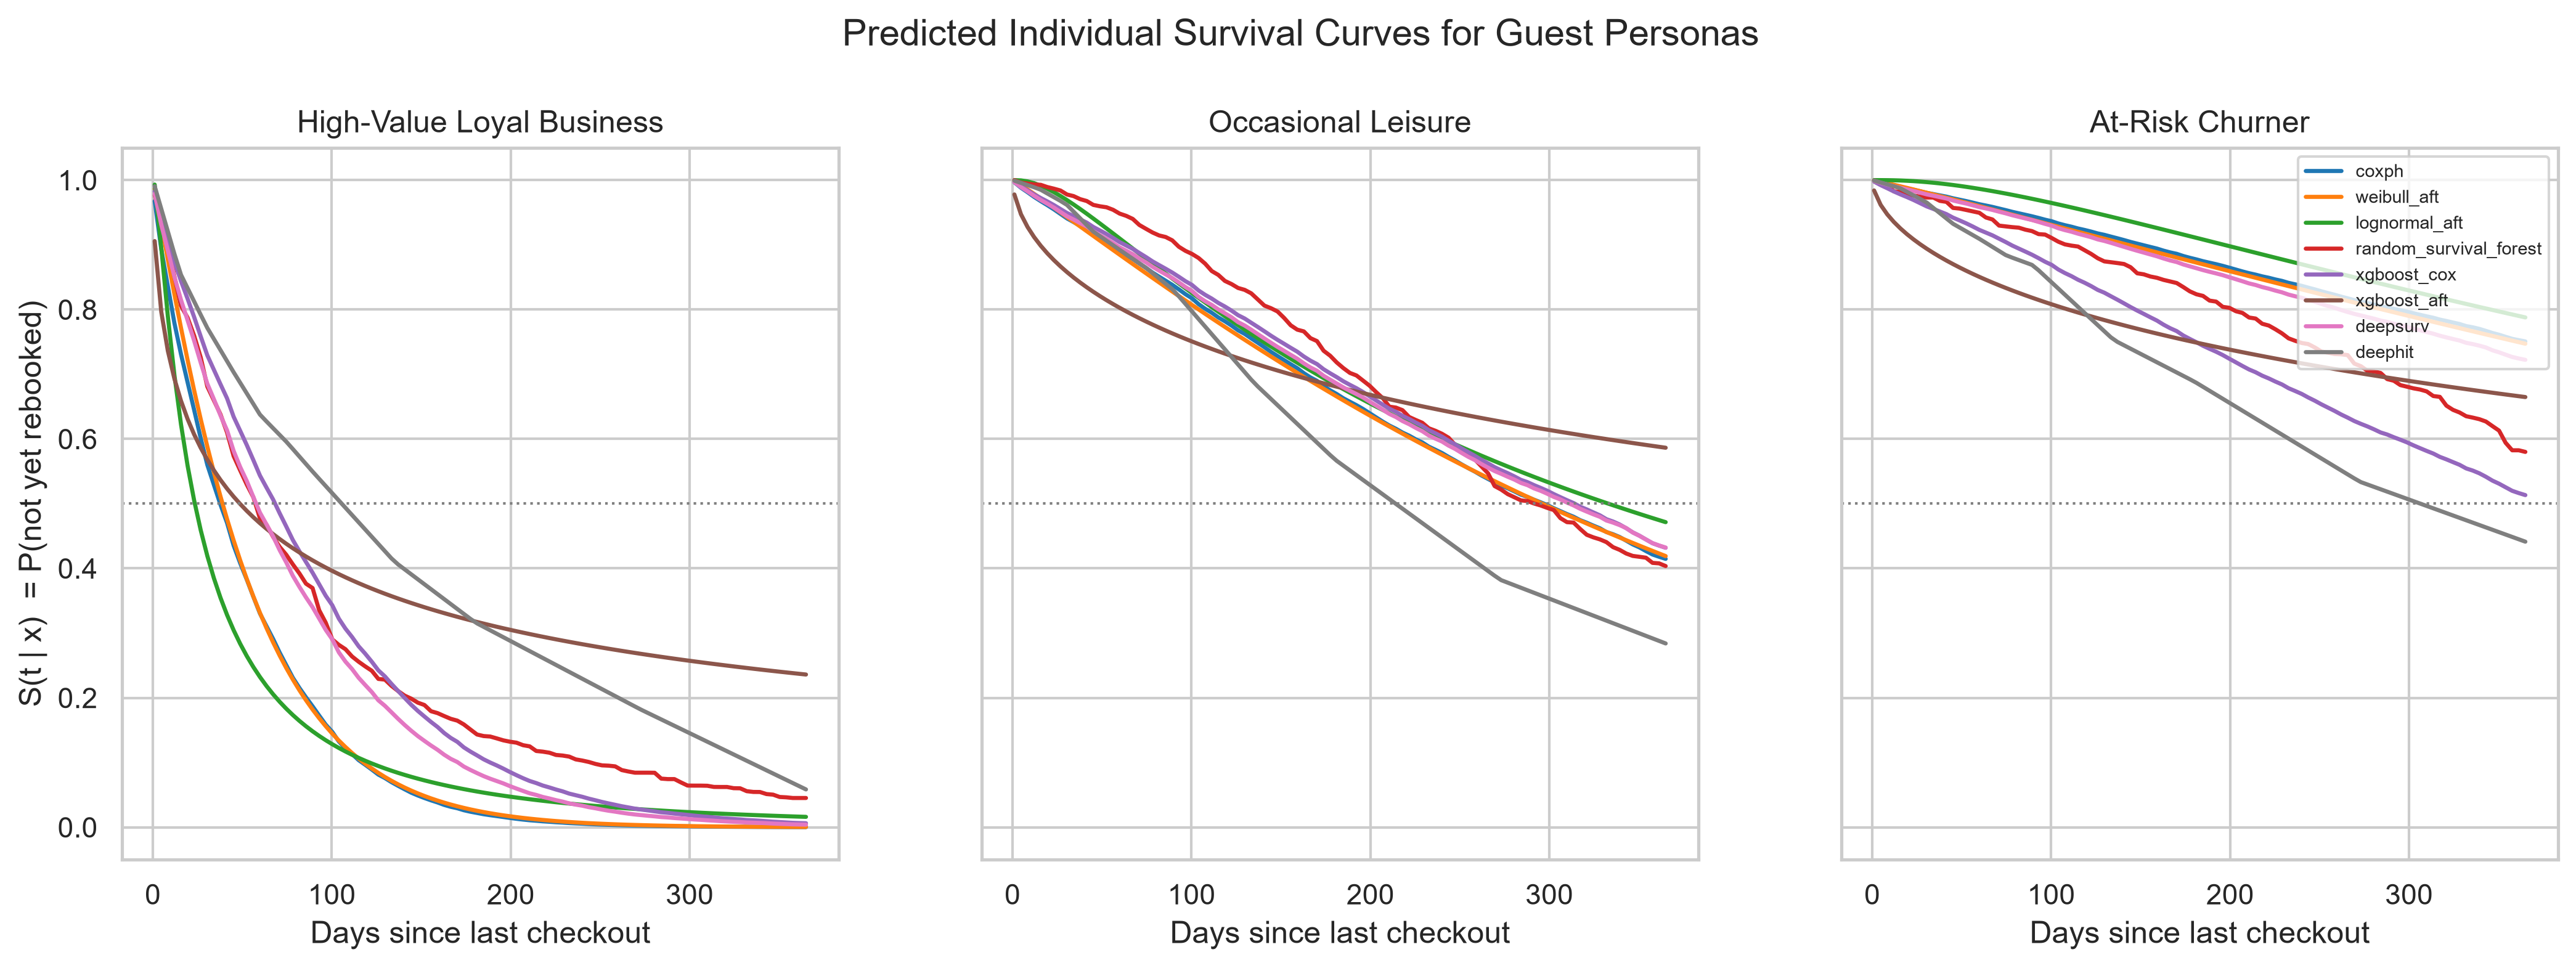 Predicted Individual Survival Curves for Guest Personas
High-Value Loyal Business
Occasional Leisure
At-Risk Churner
S(t | x) = P(not yet rebooked)
1.0
0.8
0.6
0.4
0.2
0.0
0 100 200 300
0 100 200 300
0 100 200 300
Days since last checkout
Days since last checkout
Days since last checkout
coxph
weibull_aft
lognormal_aft
random_survival_forest
xgboost_cox
xgboost_aft
deepsurv
deephit